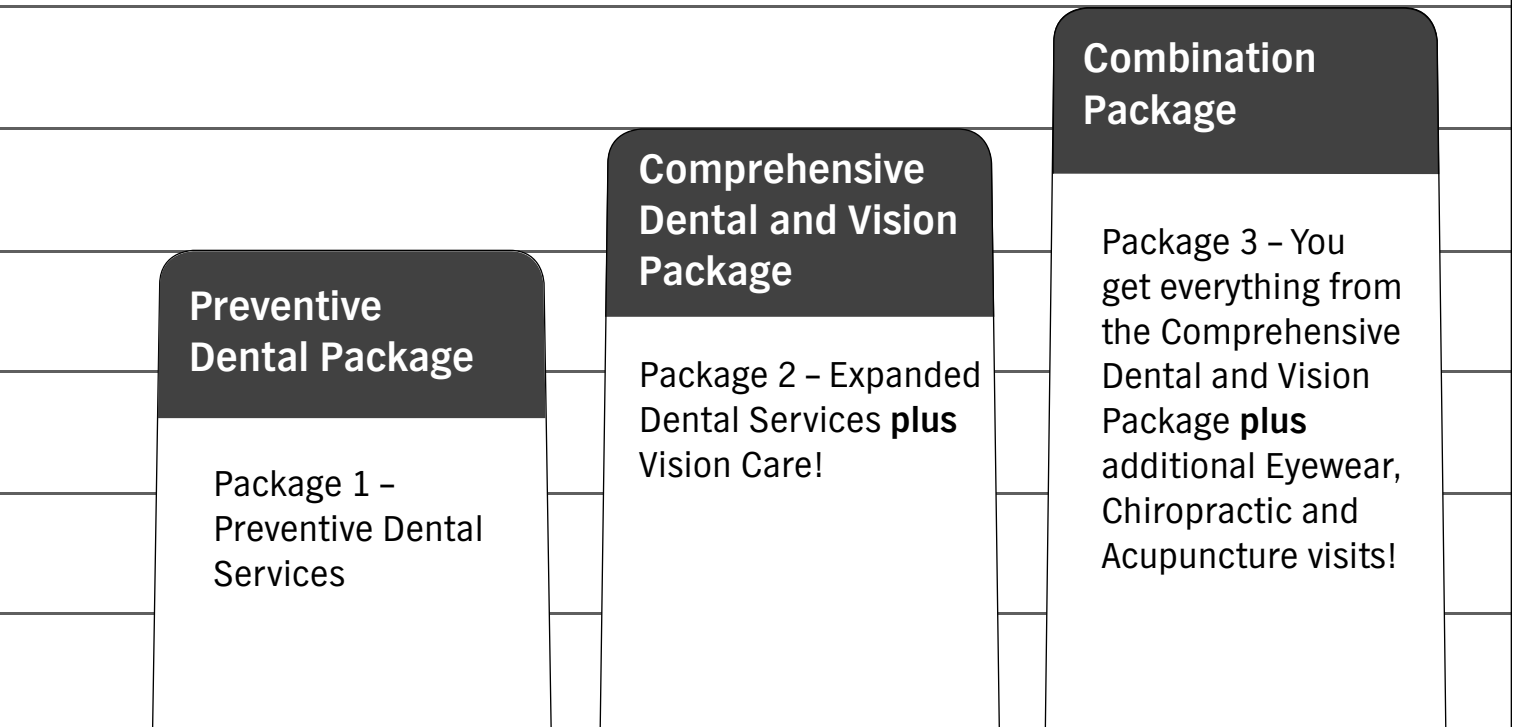 Preventive
Dental Package
Package 1 –
Preventive Dental
Services
Comprehensive
Dental and Vision
Package
Package 2 – Expanded
Dental Services plus
Vision Care!
Combination
Package
Package 3 – You
get everything from
the Comprehensive
Dental and Vision
Package plus
additional Eyewear,
Chiropractic and
Acupuncture visits!